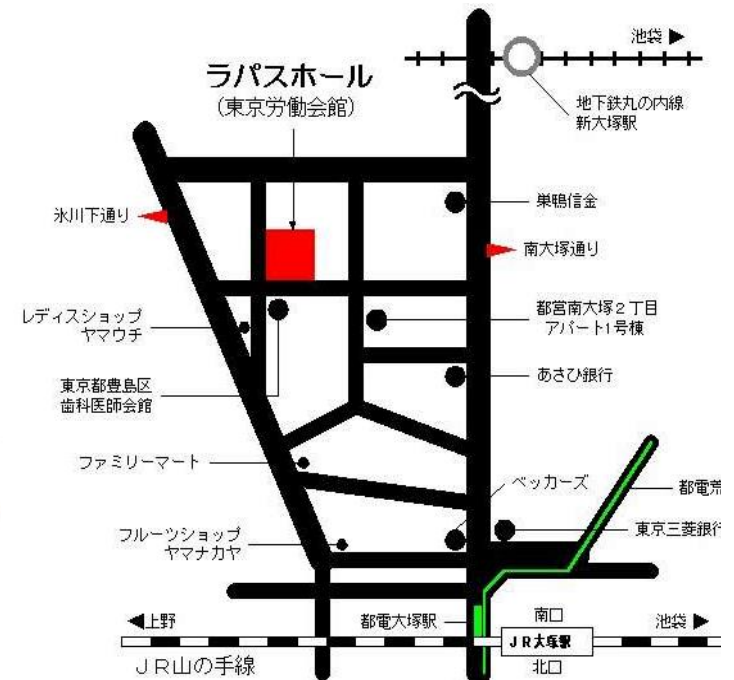 池袋▶
ラパスホール
(東京労働会館)
地下鉄丸の内線
新大塚駅
巣鴨信金
氷川下通り
南大塚通り
レディスショップ
ヤマウチ
都営南大塚2丁目
アパート1号棟
東京都豊島区
歯科医師会館
あさひ銀行
ファミリーマート
ベッカーズ
都電荒
フルーツショップ
ヤマナカヤ
東京三菱銀行
◀上野
都電大塚駅
南口
池袋▶
JR大塚駅
JR山の手線
北口